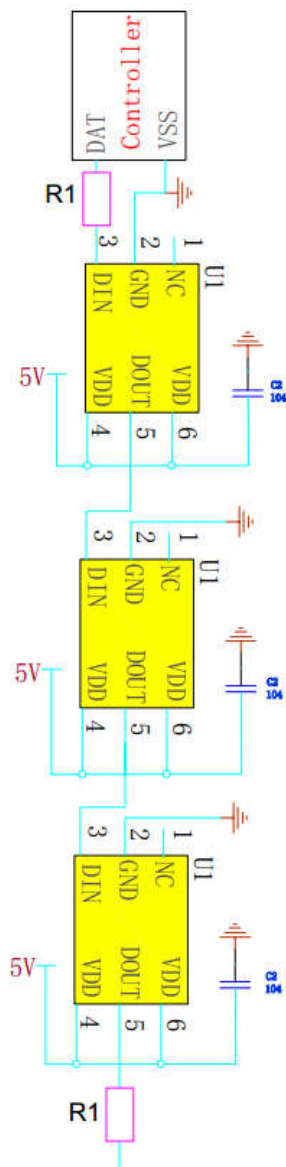 Controller
DAT
VSS
R1
3
2
1
U1
DIN
GND
NC
VDD
DOUT
VDD
5V
C2
104
4
5
6
3
2
1
U1
DIN
GND
NC
VDD
DOUT
VDD
5V
C2
104
4
5
6
3
2
1
U1
DIN
GND
NC
VDD
DOUT
VDD
5V
C2
104
4
5
6
R1